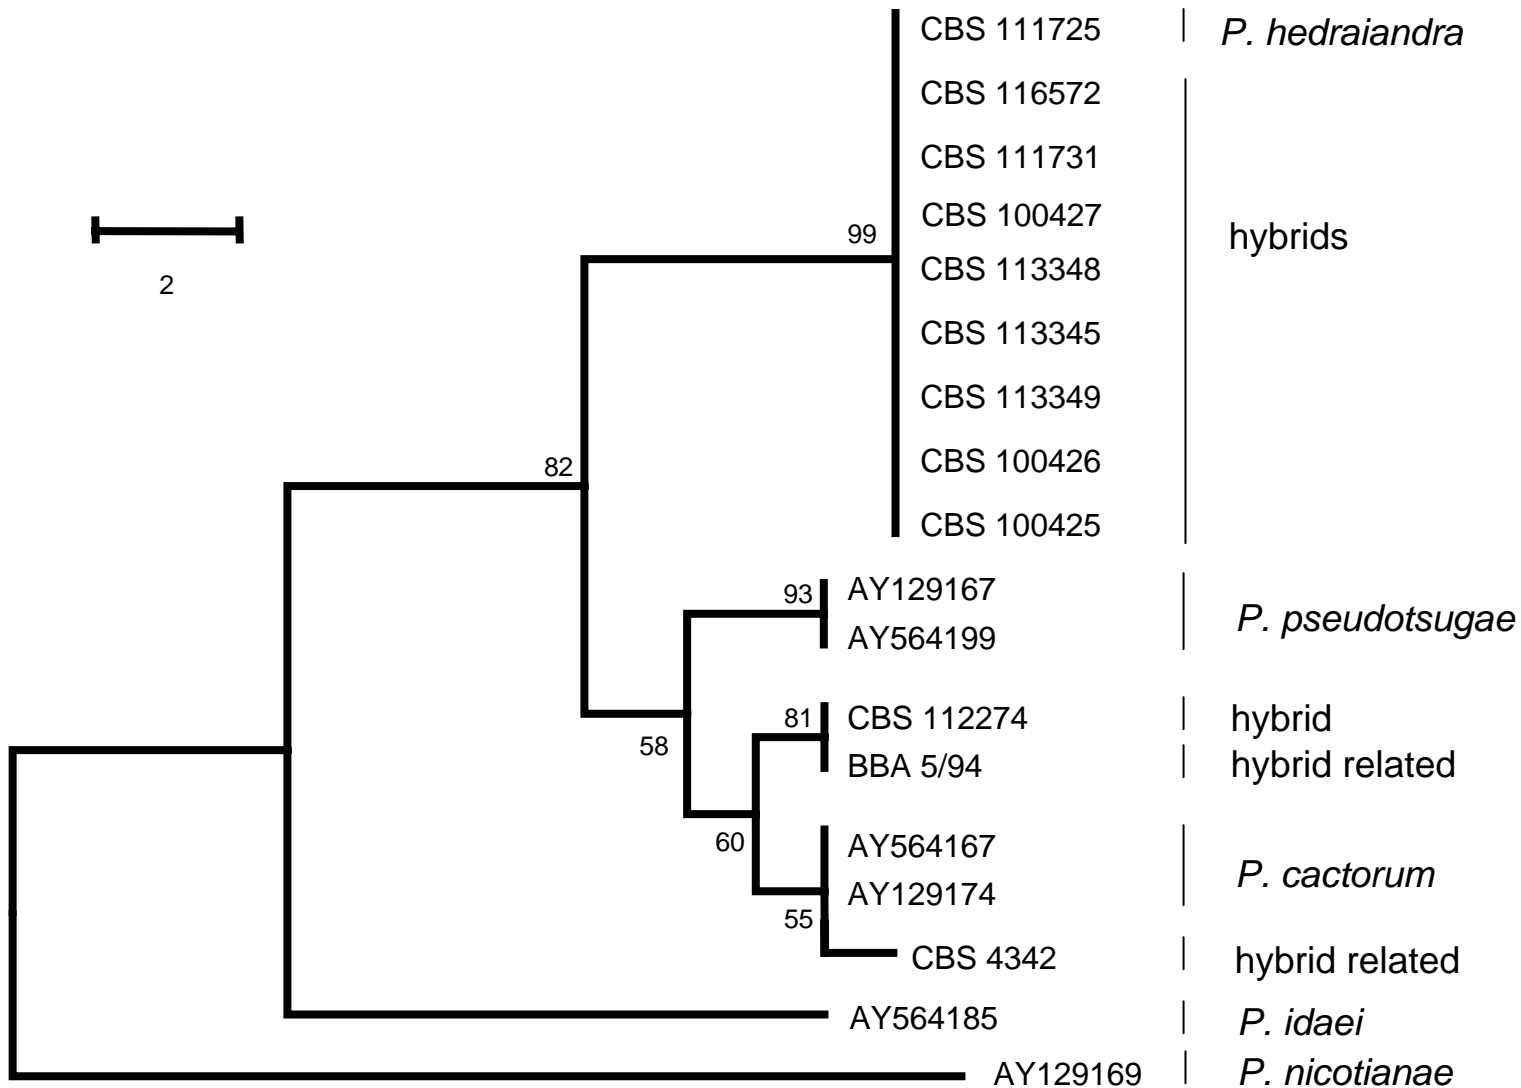 CBS 111725 P. hedraiandra
CBS 116572
CBS 111731
CBS 100427
99 hybrids
CBS 113348
2
CBS 113345
CBS 113349
CBS 100426
82
CBS 100425
93 AY129167
P. pseudotsugae
AY564199
81 CBS 112274 hybrid
58 BBA 5/94 hybrid related
60 AY564167
P. cactorum
AY129174
55
CBS 4342 hybrid related
AY564185 P. idaei
AY129169 P. nicotianae